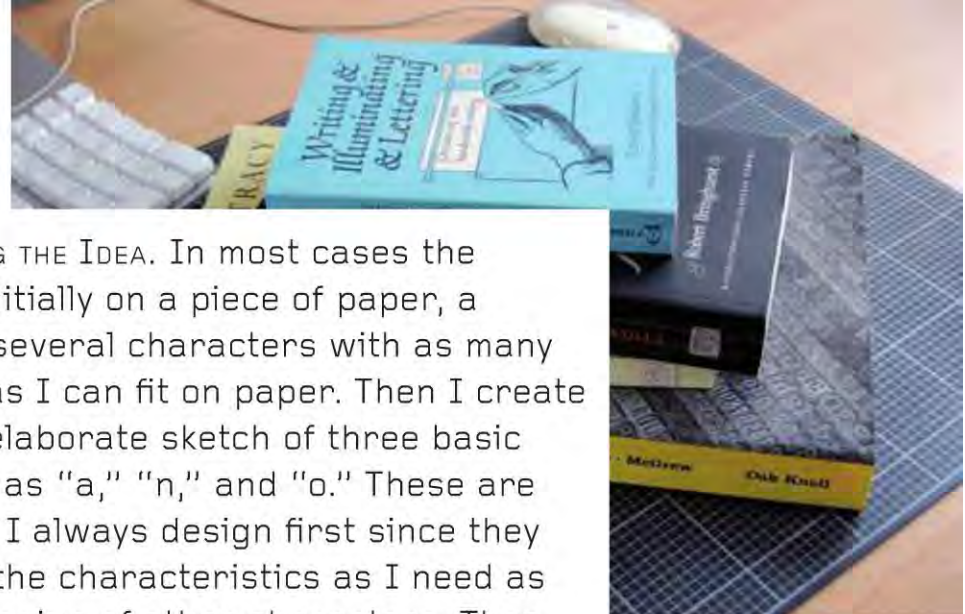 Writing &
Illuminating
& Lettering
RACY
Robert Bringhurst
McGrew
Oak Knoll
G THE IDEA. In most cases the
itially on a piece of paper, a
several characters with as many
as I can fit on paper. Then I create
elaborate sketch of three basic
as “a,” “n,” and “o.” These are
I always design first since they
the characteristics as I need as